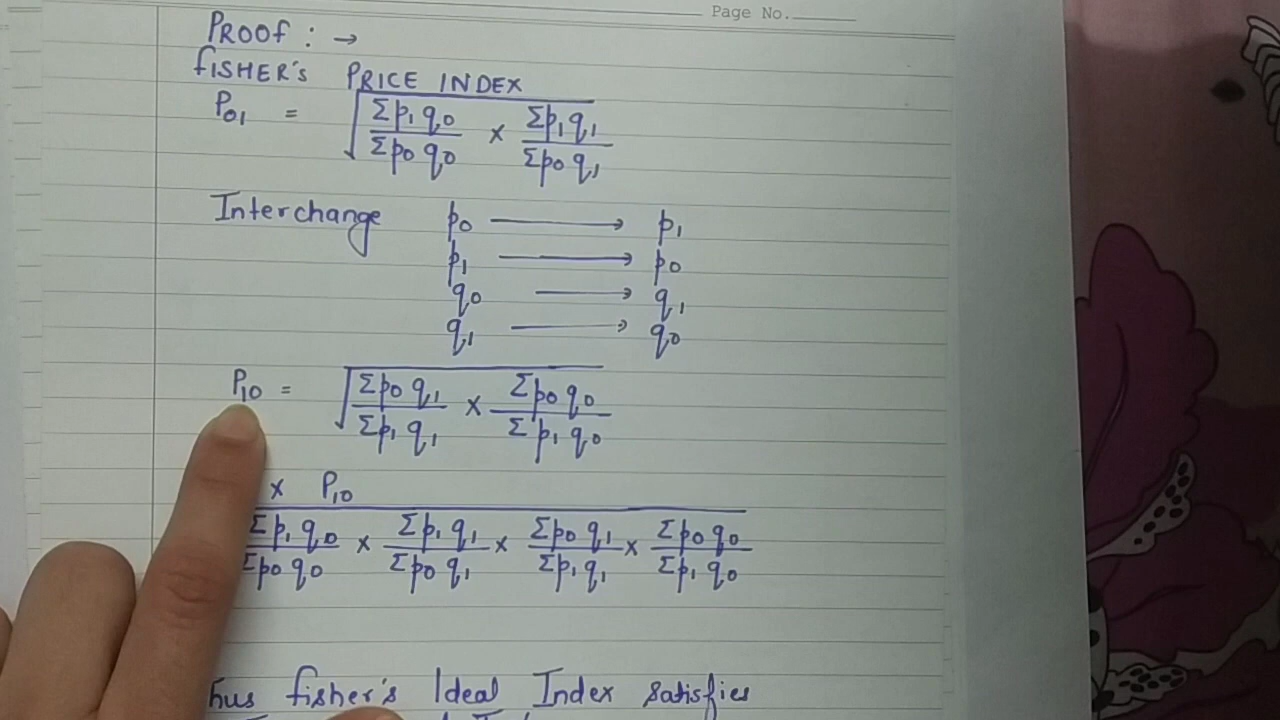 Page No.
PROOF : →
FISHER'S PRICE INDEX
P₀₁ = √(Σp₁q₀/Σp₀q₀ × Σp₁q₁/Σp₀q₁)
Interchange p₀ → p₁
p₁ → p₀
q₀ → q₁
q₁ → q₀
P₁₀ = √(Σp₀q₁/Σp₁q₁ × Σp₀q₀/Σp₁q₀)
× P₁₀
Σp₁q₀/Σp₀q₀ × Σp₁q₁/Σp₀q₁ × Σp₀q₁/Σp₁q₁ × Σp₀q₀/Σp₁q₀
hus fisher's Ideal Index satisfies